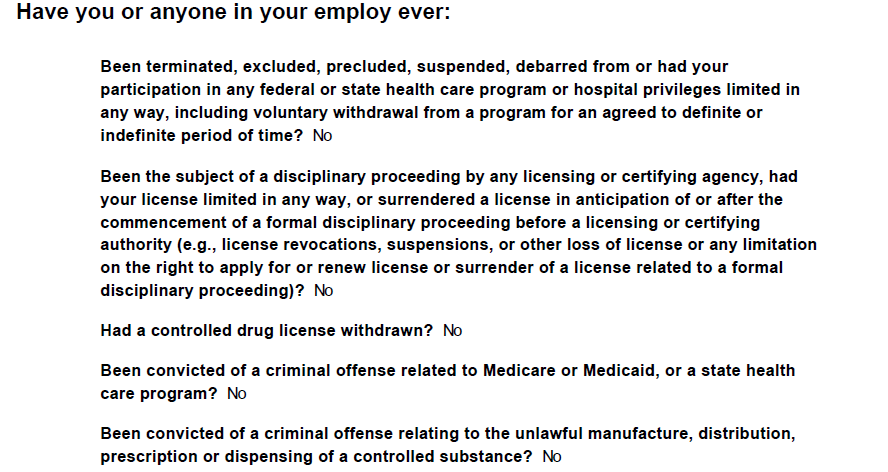 Have you or anyone in your employ ever:
Been terminated, excluded, precluded, suspended, debarred from or had your
participation in any federal or state health care program or hospital privileges limited in
any way, including voluntary withdrawal from a program for an agreed to definite or
indefinite period of time? No
Been the subject of a disciplinary proceeding by any licensing or certifying agency, had
your license limited in any way, or surrendered a license in anticipation of or after the
commencement of a formal disciplinary proceeding before a licensing or certifying
authority (e.g., license revocations, suspensions, or other loss of license or any limitation
on the right to apply for or renew license or surrender of a license related to a formal
disciplinary proceeding)? No
Had a controlled drug license withdrawn? No
Been convicted of a criminal offense related to Medicare or Medicaid, or a state health
care program? No
Been convicted of a criminal offense relating to the unlawful manufacture, distribution,
prescription or dispensing of a controlled substance? No